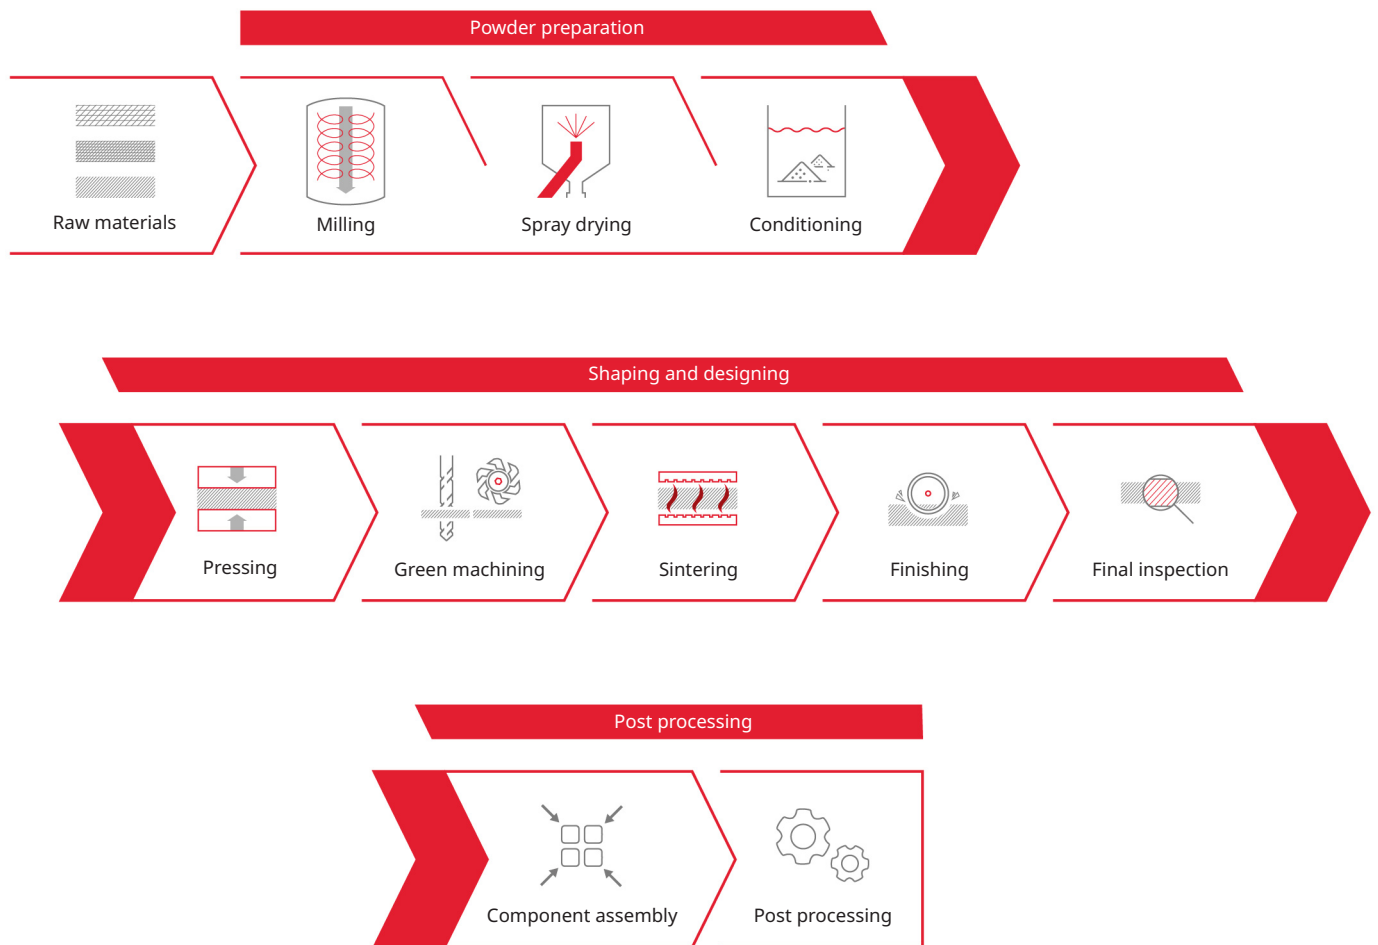 Powder preparation
Raw materials
Milling
Spray drying
Conditioning
Shaping and designing
Pressing
Green machining
Sintering
Finishing
Final inspection
Post processing
Component assembly
Post processing